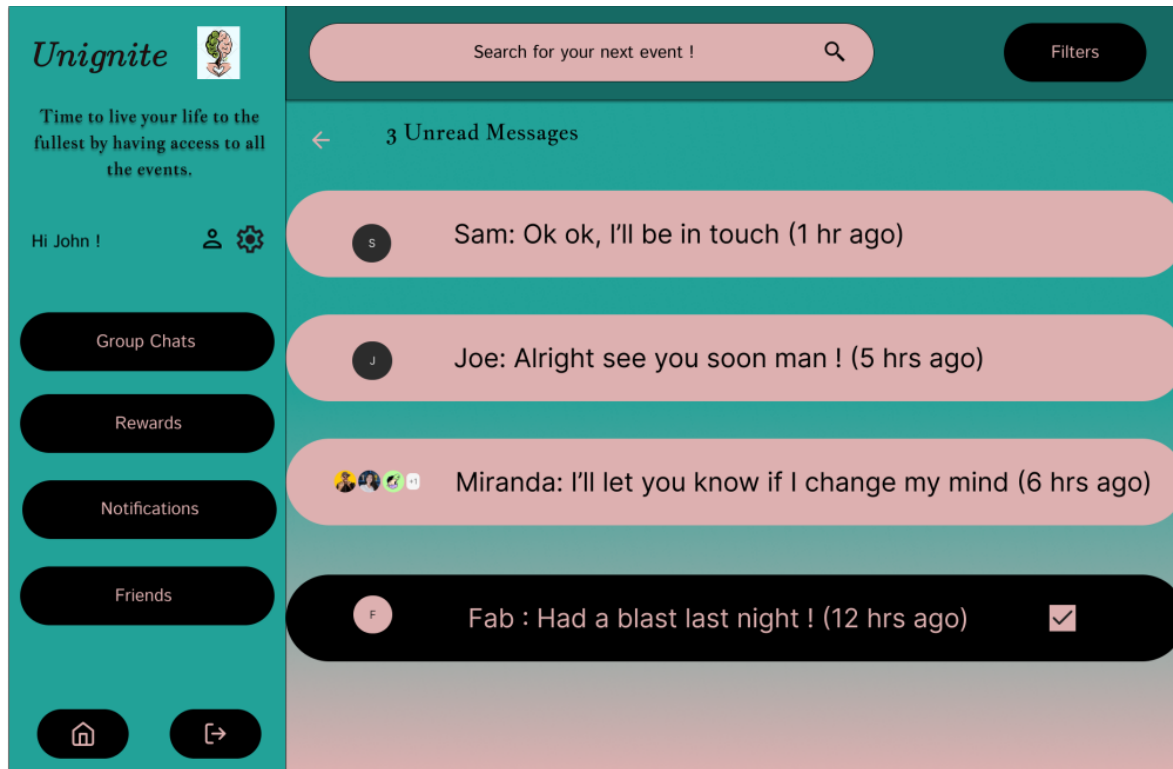 Unignite
Time to live your life to the
fullest by having access to all
the events.
Hi John !
Group Chats
Rewards
Notifications
Friends
Search for your next event !
Filters
3 Unread Messages
S
Sam: Ok ok, I'll be in touch (1 hr ago)
J
Joe: Alright see you soon man ! (5 hrs ago)
+1
Miranda: I'll let you know if I change my mind (6 hrs ago)
F
Fab : Had a blast last night ! (12 hrs ago)